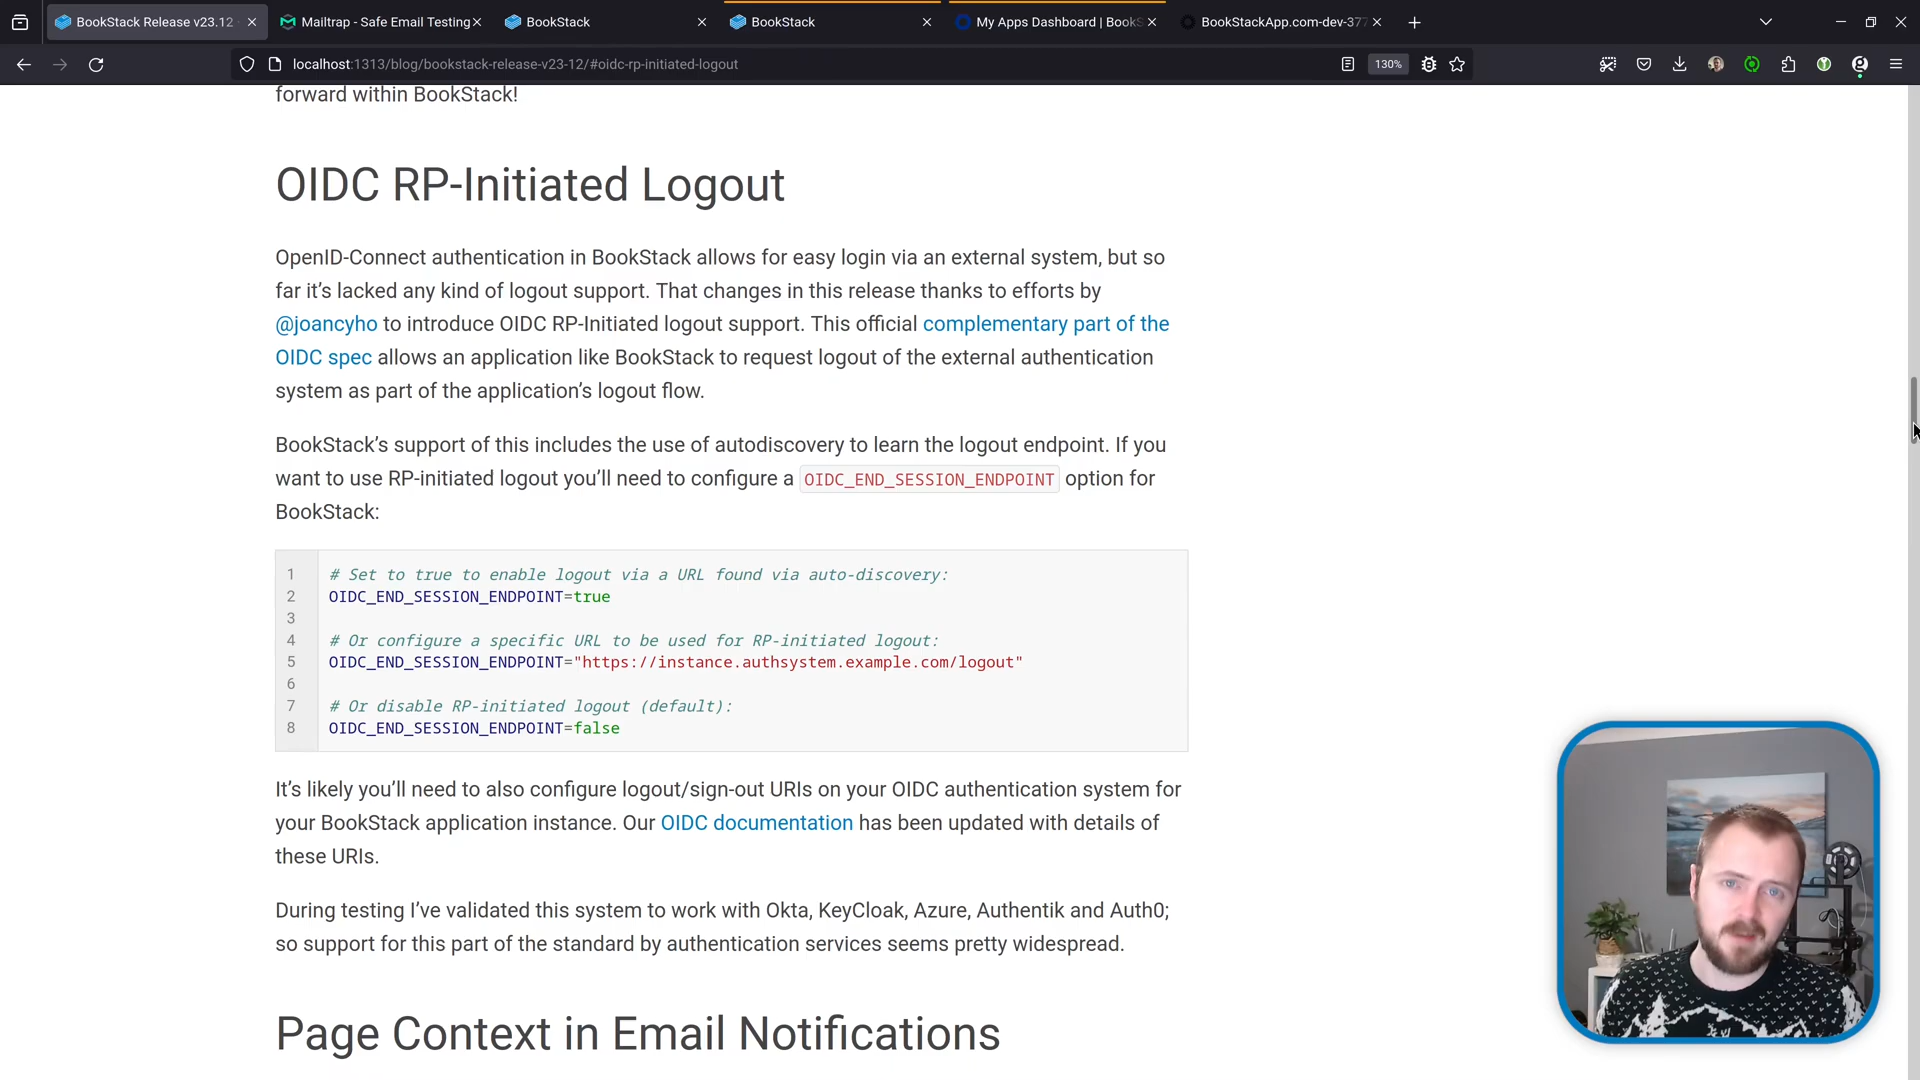 BookStack Release v23.12
Mailtrap - Safe Email Testing
BookStack
BookStack
My Apps Dashboard | BookS
BookStackApp.com-dev-377
localhost:1313/blog/bookstack-release-v23-12/#oidc-rp-initiated-logout
130%
forward within BookStack!
OIDC RP-Initiated Logout
OpenID-Connect authentication in BookStack allows for easy login via an external system, but so
far it’s lacked any kind of logout support. That changes in this release thanks to efforts by
@joancyho to introduce OIDC RP-Initiated logout support. This official complementary part of the
OIDC spec allows an application like BookStack to request logout of the external authentication
system as part of the application’s logout flow.
BookStack’s support of this includes the use of autodiscovery to learn the logout endpoint. If you
want to use RP-initiated logout you’ll need to configure a OIDC_END_SESSION_ENDPOINT option for
BookStack:
1 # Set to true to enable logout via a URL found via auto-discovery:
2 OIDC_END_SESSION_ENDPOINT=true
3
4 # Or configure a specific URL to be used for RP-initiated logout:
5 OIDC_END_SESSION_ENDPOINT="https://instance.authsystem.example.com/logout"
6
7 # Or disable RP-initiated logout (default):
8 OIDC_END_SESSION_ENDPOINT=false
It’s likely you’ll need to also configure logout/sign-out URIs on your OIDC authentication system for
your BookStack application instance. Our OIDC documentation has been updated with details of
these URIs.
During testing I’ve validated this system to work with Okta, KeyCloak, Azure, Authentik and Auth0;
so support for this part of the standard by authentication services seems pretty widespread.
Page Context in Email Notifications